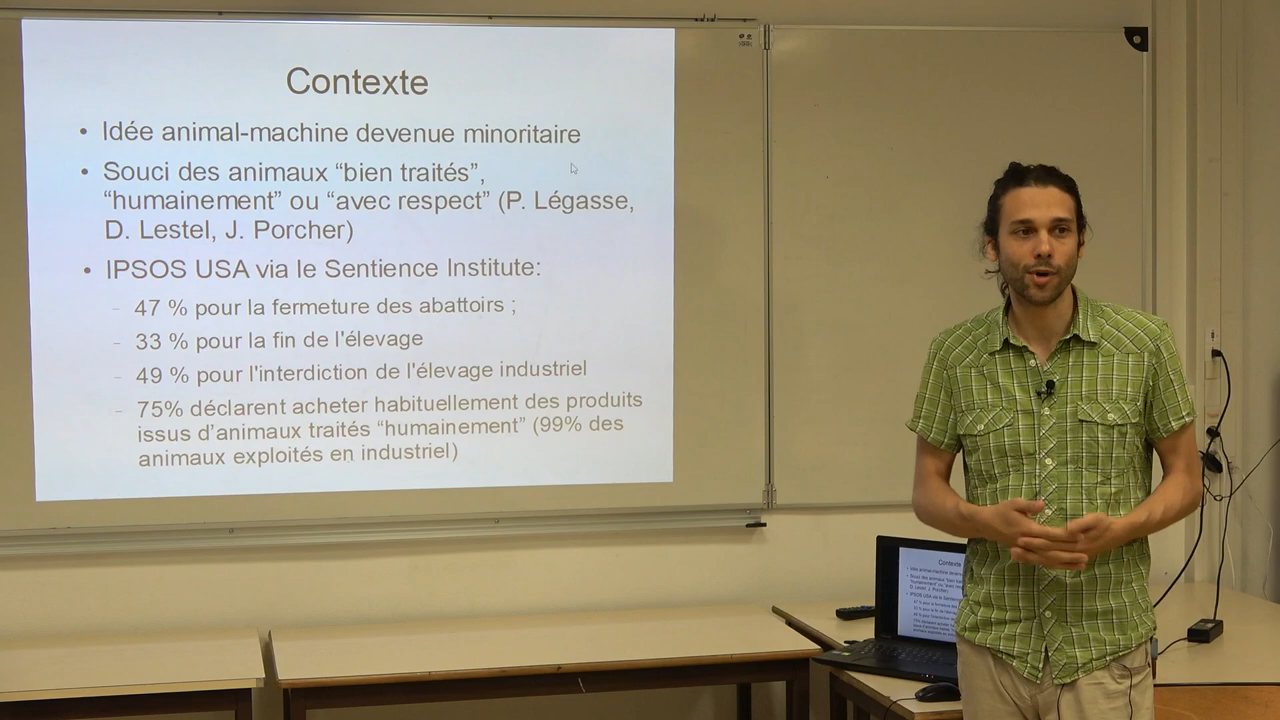 Contexte
• Idée animal-machine devenue minoritaire
• Souci des animaux “bien traités”,
“humainement” ou “avec respect” (P. Légasse,
D. Lestel, J. Porcher)
• IPSOS USA via le Sentience Institute:
– 47 % pour la fermeture des abattoirs ;
– 33 % pour la fin de l'élevage
– 49 % pour l'interdiction de l'élevage industriel
– 75% déclarent acheter habituellement des produits
issus d’animaux traités “humainement” (99% des
animaux exploités en industriel)
Contexte